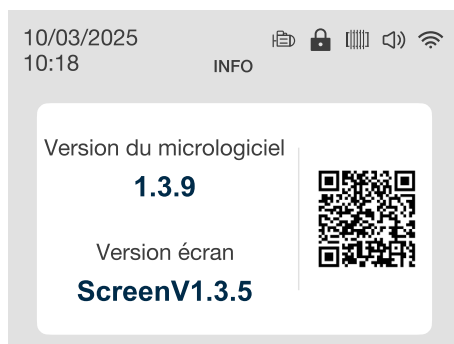 10/03/2025
10:18
INFO
Version du micrologiciel
1.3.9
Version écran
ScreenV1.3.5